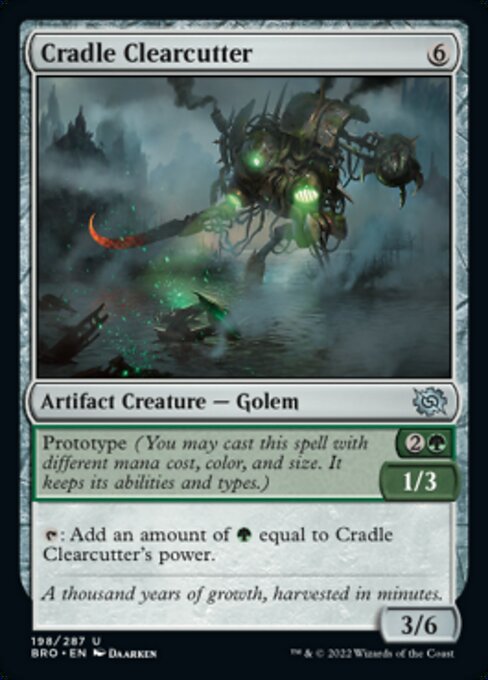 Cradle Clearcutter 6
Artifact Creature — Golem
Prototype (You may cast this spell with 2
different mana cost, color, and size. It
keeps its abilities and types.) 1/3
: Add an amount of equal to Cradle
Clearcutter's power.
A thousand years of growth, harvested in minutes.
3/6
198/287 U
BRO • EN DAARKEN
™ & © 2022 Wizards of the Coast